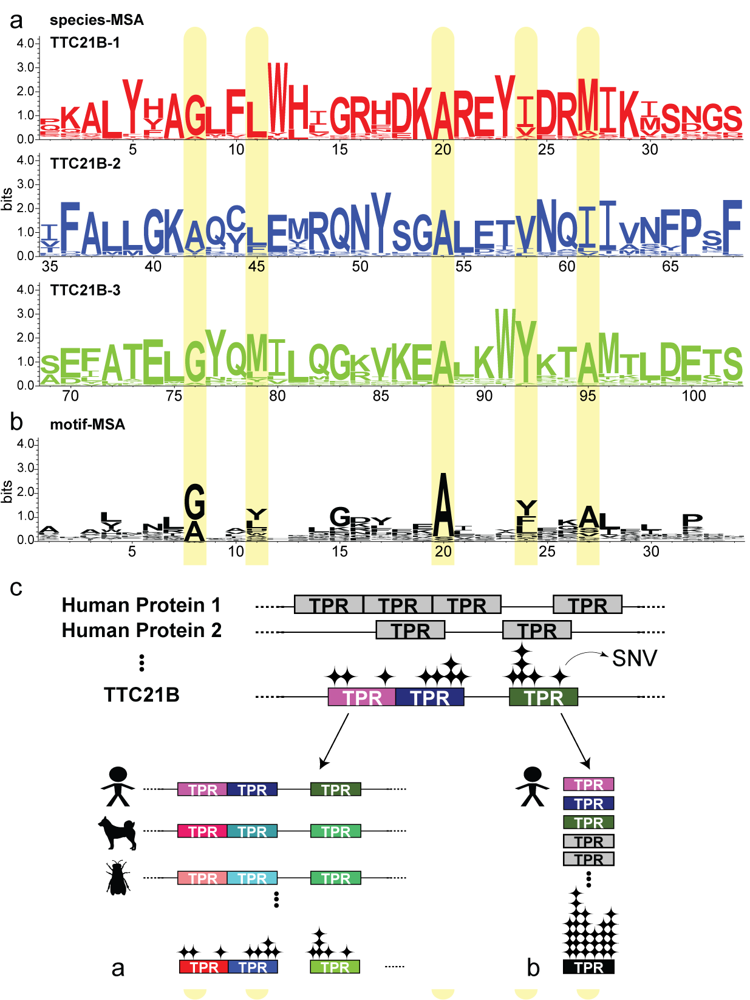 a species-MSA
TTC21B-1
4.0
3.0
2.0
1.0
0.0
5 10 15 20 25 30
KALYHAGLFLWHIGRHDKAREYIDRMIKISNGS
TTC21B-2
4.0
3.0
2.0
1.0
0.0
bits
35 40 45 50 55 60 65
IFALLGKAQCLEMRQNYSGALETVNQIIVNFPSF
TTC21B-3
4.0
3.0
2.0
1.0
0.0
70 75 80 85 90 95 100
SEFATELGYQMILQGKVKEALKWYKTAMTLDETS
b motif-MSA
4.0
3.0
2.0
1.0
0.0
bits
5 10 15 20 25 30
c
Human Protein 1 TPR TPR TPR TPR
Human Protein 2 TPR TPR
SNV
TTC21B TPR TPR TPR
TPR TPR TPR
TPR TPR TPR
TPR TPR TPR
a TPR TPR TPR
TPR
TPR
TPR
TPR
TPR
b TPR